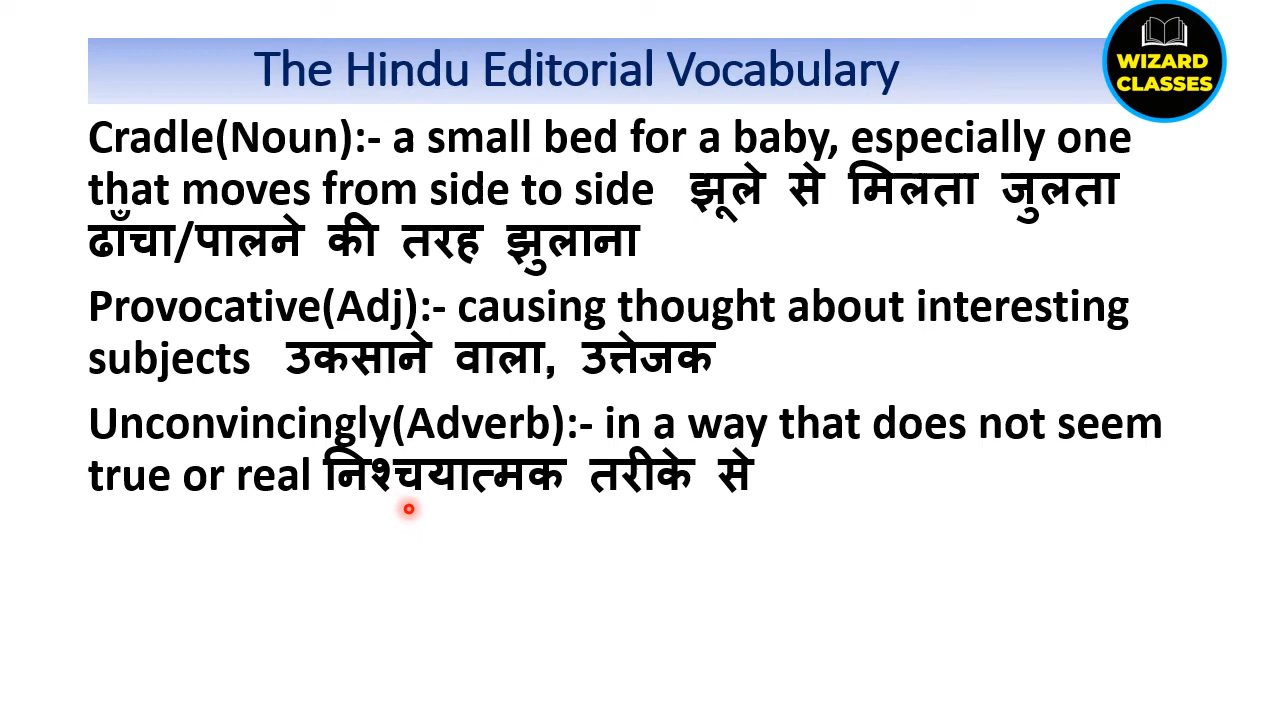 The Hindu Editorial Vocabulary
WIZARD
CLASSES
Cradle(Noun):- a small bed for a baby, especially one
that moves from side to side झूले से मिलता जुलता
ढाँचा/पालने की तरह झुलाना
Provocative(Adj):- causing thought about interesting
subjects उकसाने वाला, उत्तेजक
Unconvincingly(Adverb):- in a way that does not seem
true or real निश्चयात्मक तरीके से